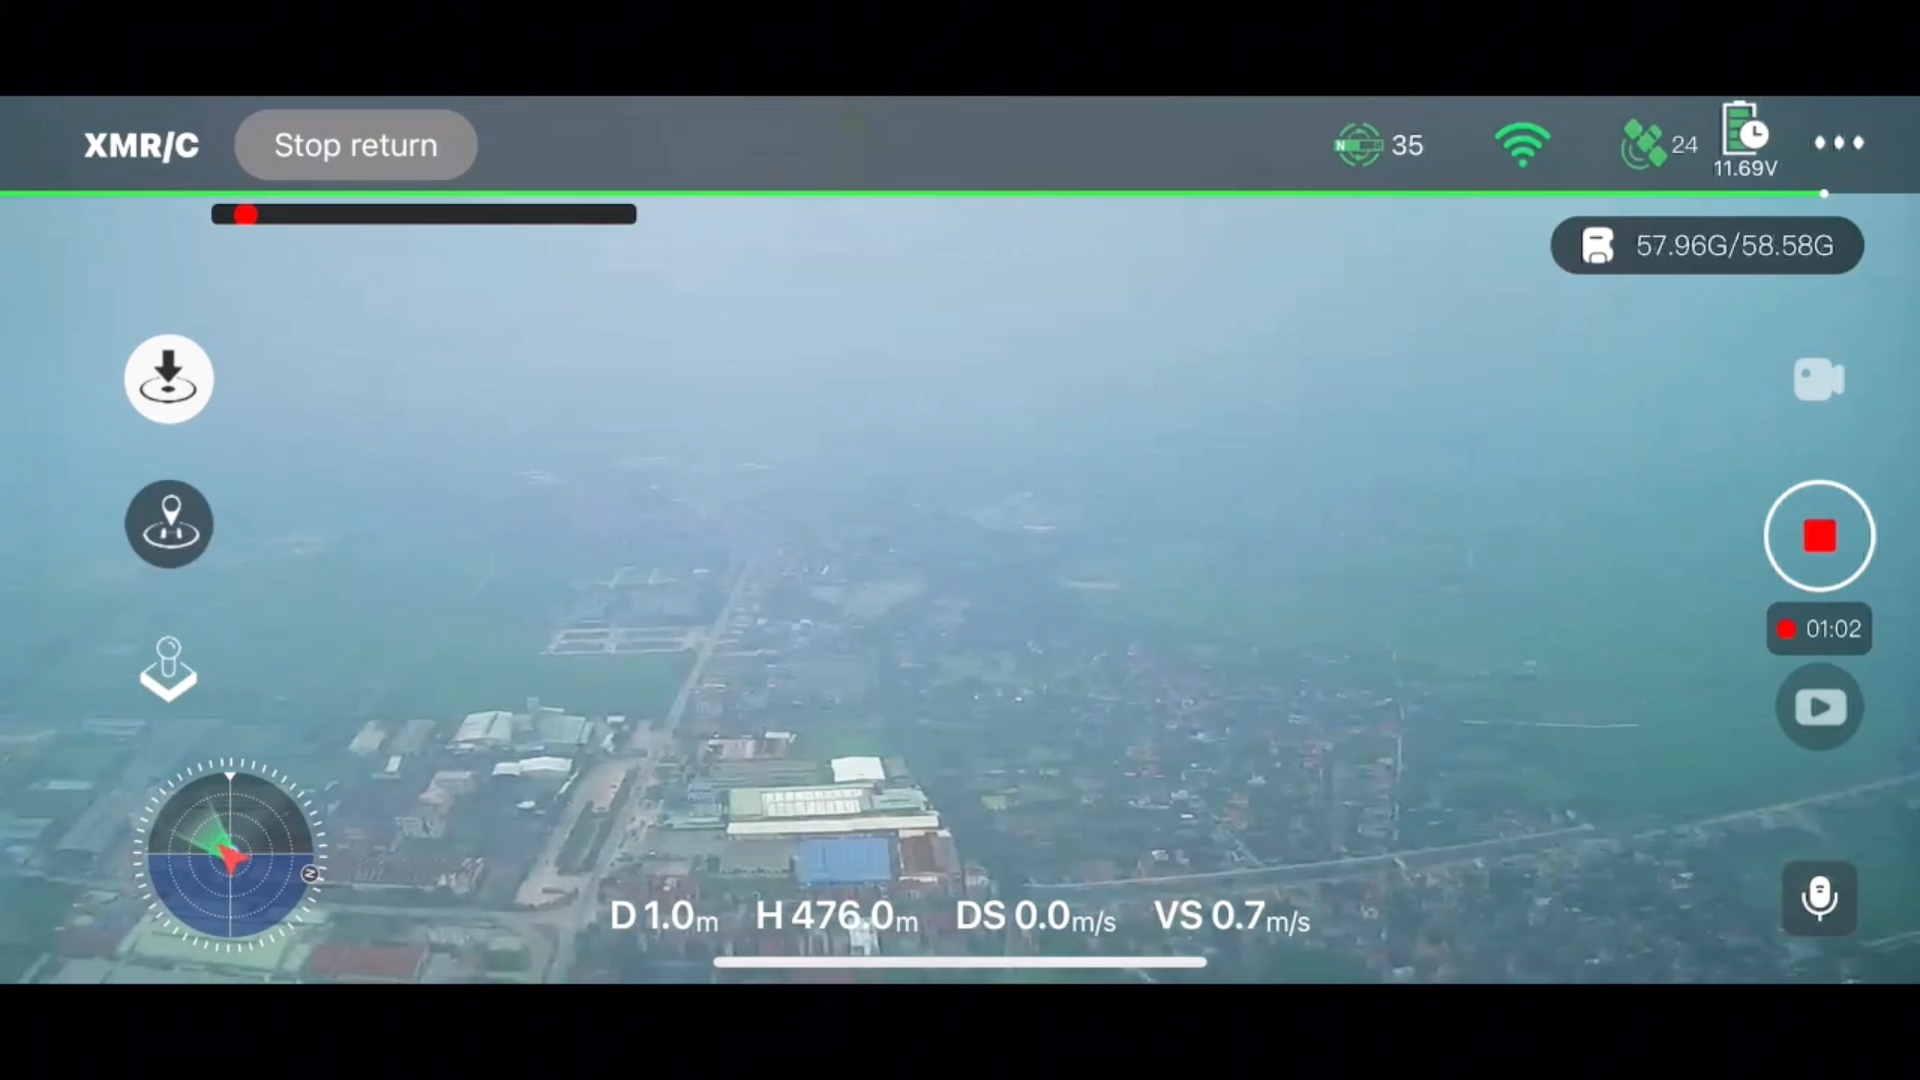 XMR/C
Stop return
N
35
24
11.69V
57.96G/58.58G
01:02
N
D 1.0m H 476.0m DS 0.0m/s VS 0.7m/s